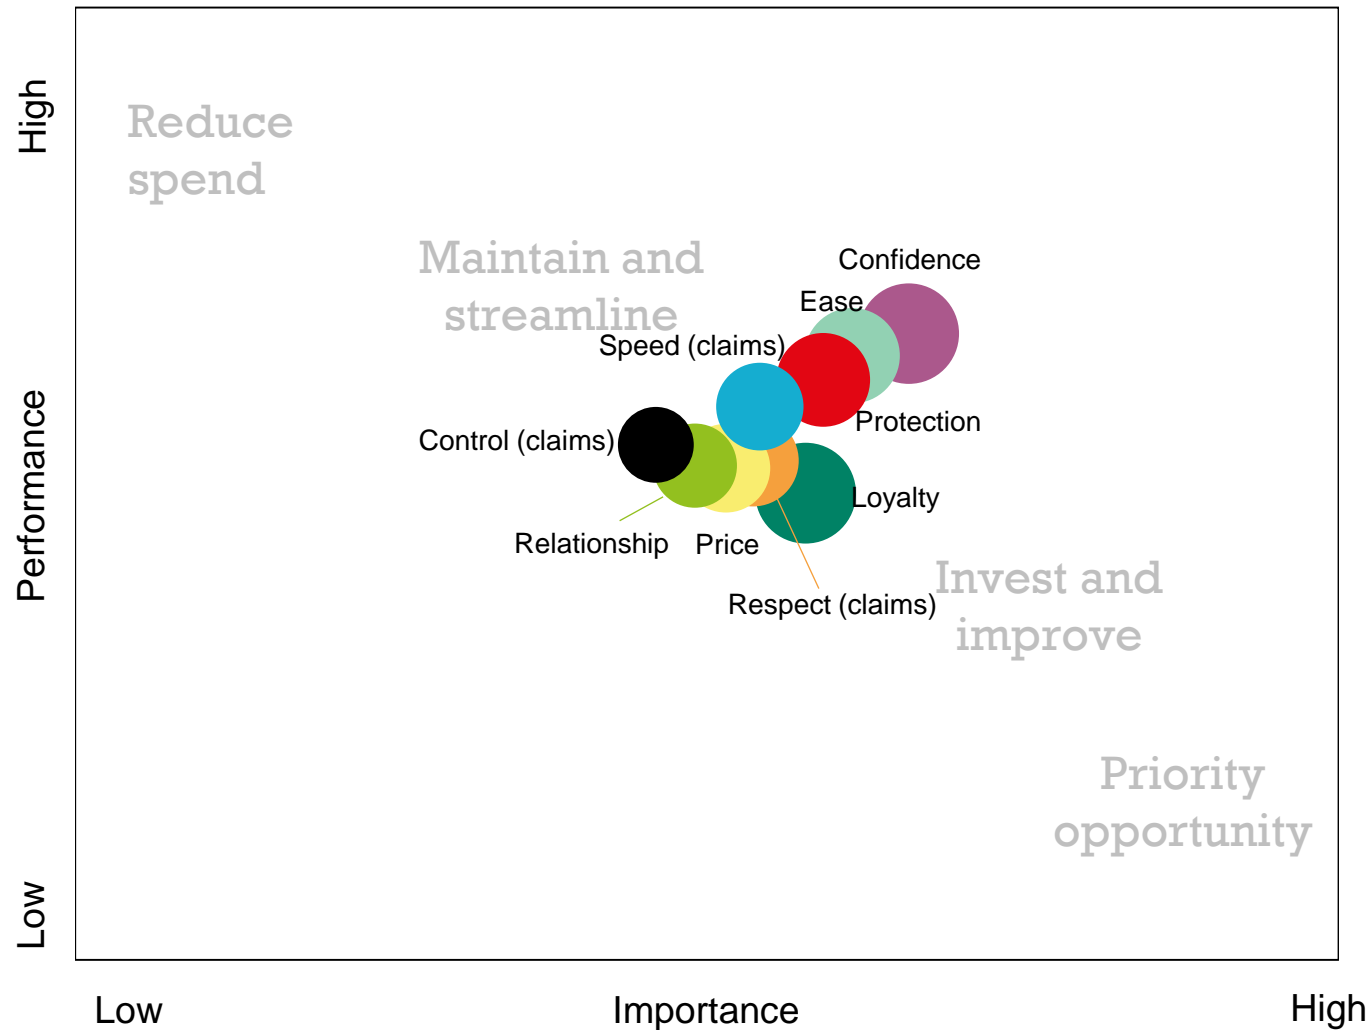 High
Reduce
spend
Maintain and
streamline
Confidence
Ease
Speed (claims)
Protection
Control (claims)
Performance
Loyalty
Relationship
Price
Respect (claims)
Invest and
improve
Priority
opportunity
Low
Low
Importance
High